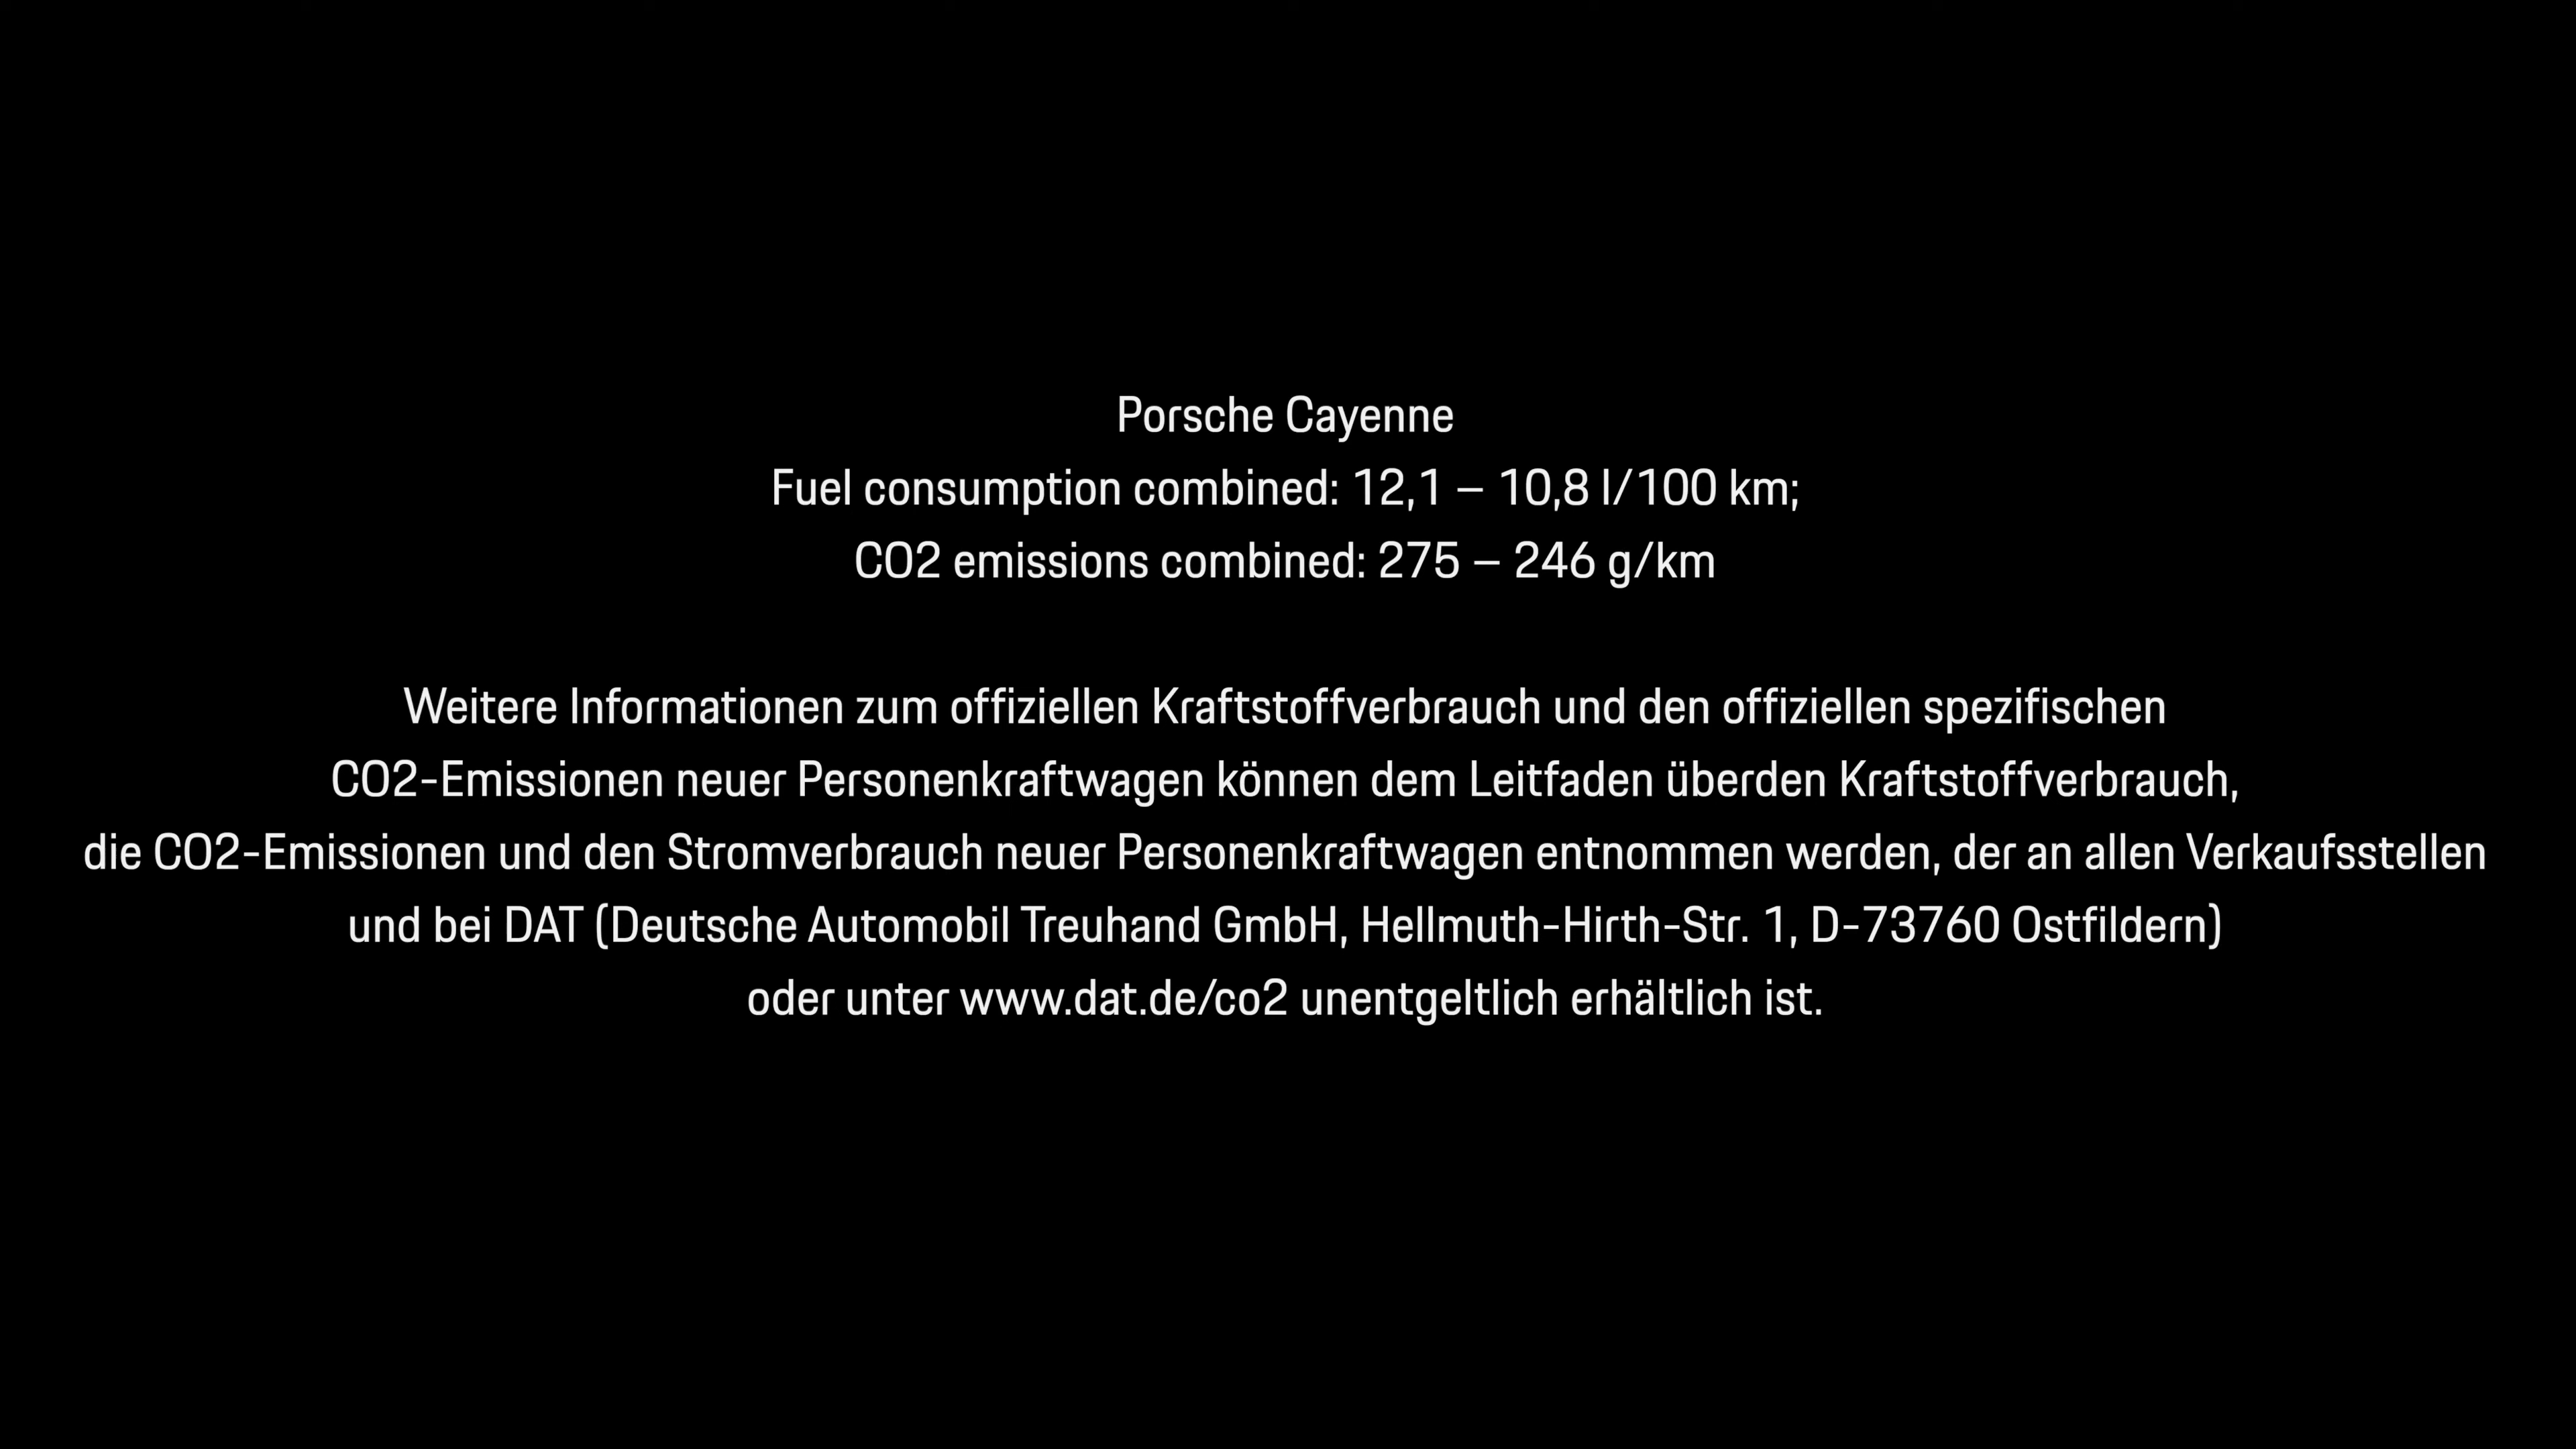 Porsche Cayenne
Fuel consumption combined: 12,1 – 10,8 l/100 km;
CO2 emissions combined: 275 – 246 g/km
Weitere Informationen zum offiziellen Kraftstoffverbrauch und den offiziellen spezifischen
CO2-Emissionen neuer Personenkraftwagen können dem Leitfaden überden Kraftstoffverbrauch,
die CO2-Emissionen und den Stromverbrauch neuer Personenkraftwagen entnommen werden, der an allen Verkaufsstellen
und bei DAT (Deutsche Automobil Treuhand GmbH, Hellmuth-Hirth-Str. 1, D-73760 Ostfildern)
oder unter www.dat.de/co2 unentgeltlich erhältlich ist.